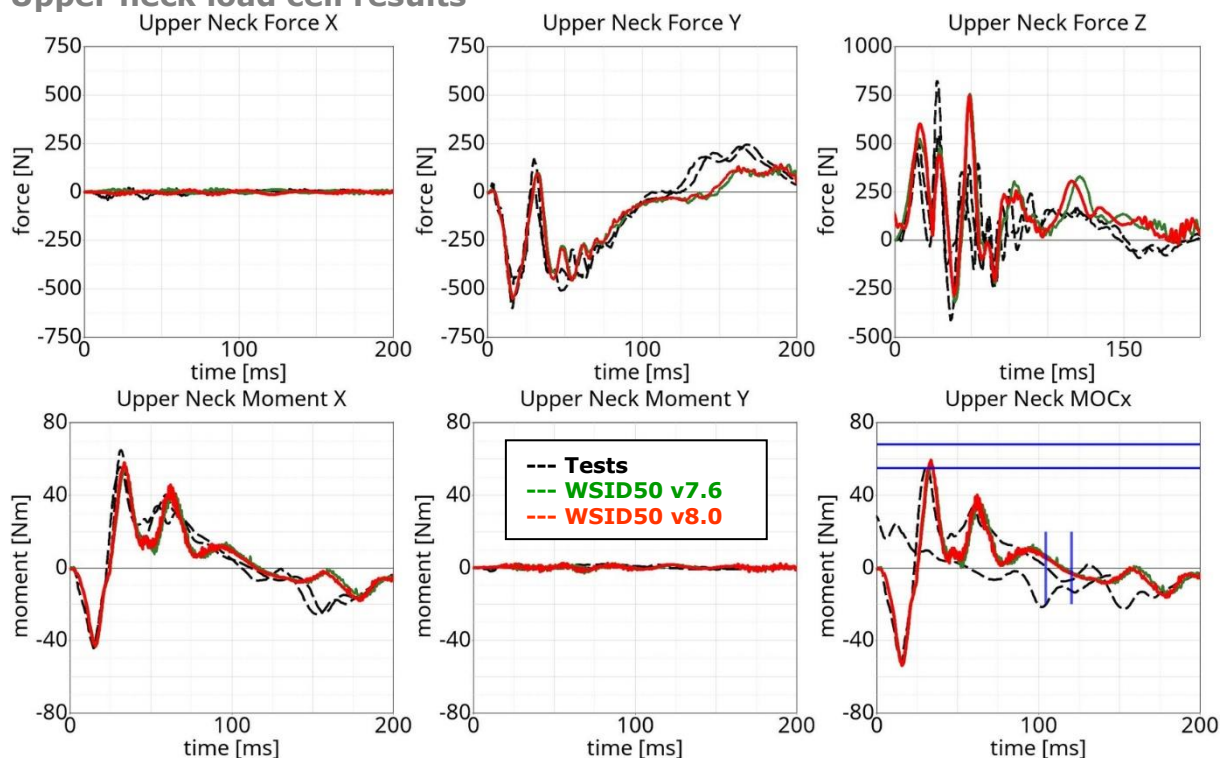 Upper neck load cell results
Upper Neck Force X
750
500
250
0
-250
-500
-750
force [N]
0
100
200
time [ms]
Upper Neck Force Y
750
500
250
0
-250
-500
-750
force [N]
0
100
200
time [ms]
Upper Neck Force Z
1000
750
500
250
0
-250
-500
force [N]
0
150
time [ms]
Upper Neck Moment X
80
40
0
-40
-80
moment [Nm]
0
100
200
time [ms]
Upper Neck Moment Y
80
40
0
-40
-80
moment [Nm]
0
100
200
time [ms]
--- Tests
--- WSID50 v7.6
--- WSID50 v8.0
Upper Neck MOCx
80
40
0
-40
-80
moment [Nm]
0
100
200
time [ms]